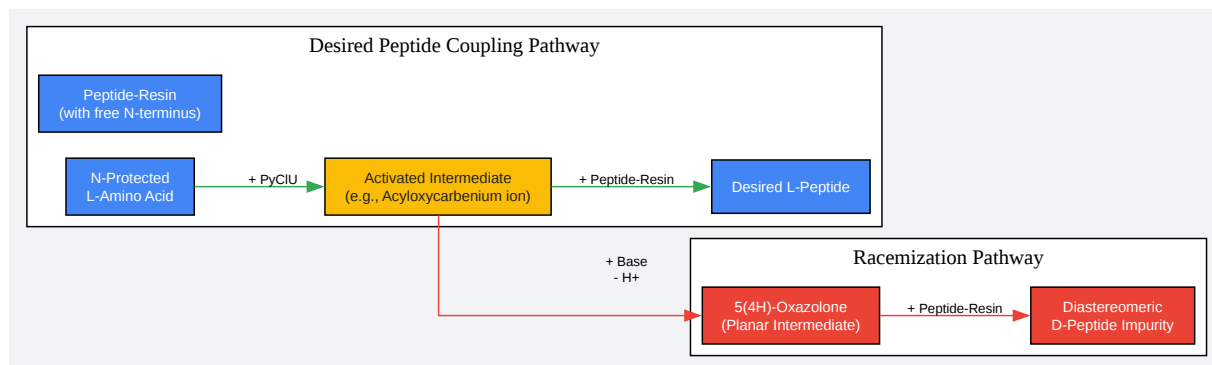 Desired Peptide Coupling Pathway
Peptide-Resin
(with free N-terminus)
N-Protected
L-Amino Acid
+ PyClU
Activated Intermediate
(e.g., Acyloxycarbenium ion)
+ Peptide-Resin
Desired L-Peptide
+ Base
- H+
Racemization Pathway
5(4H)-Oxazolone
(Planar Intermediate)
+ Peptide-Resin
Diastereomeric
D-Peptide Impurity